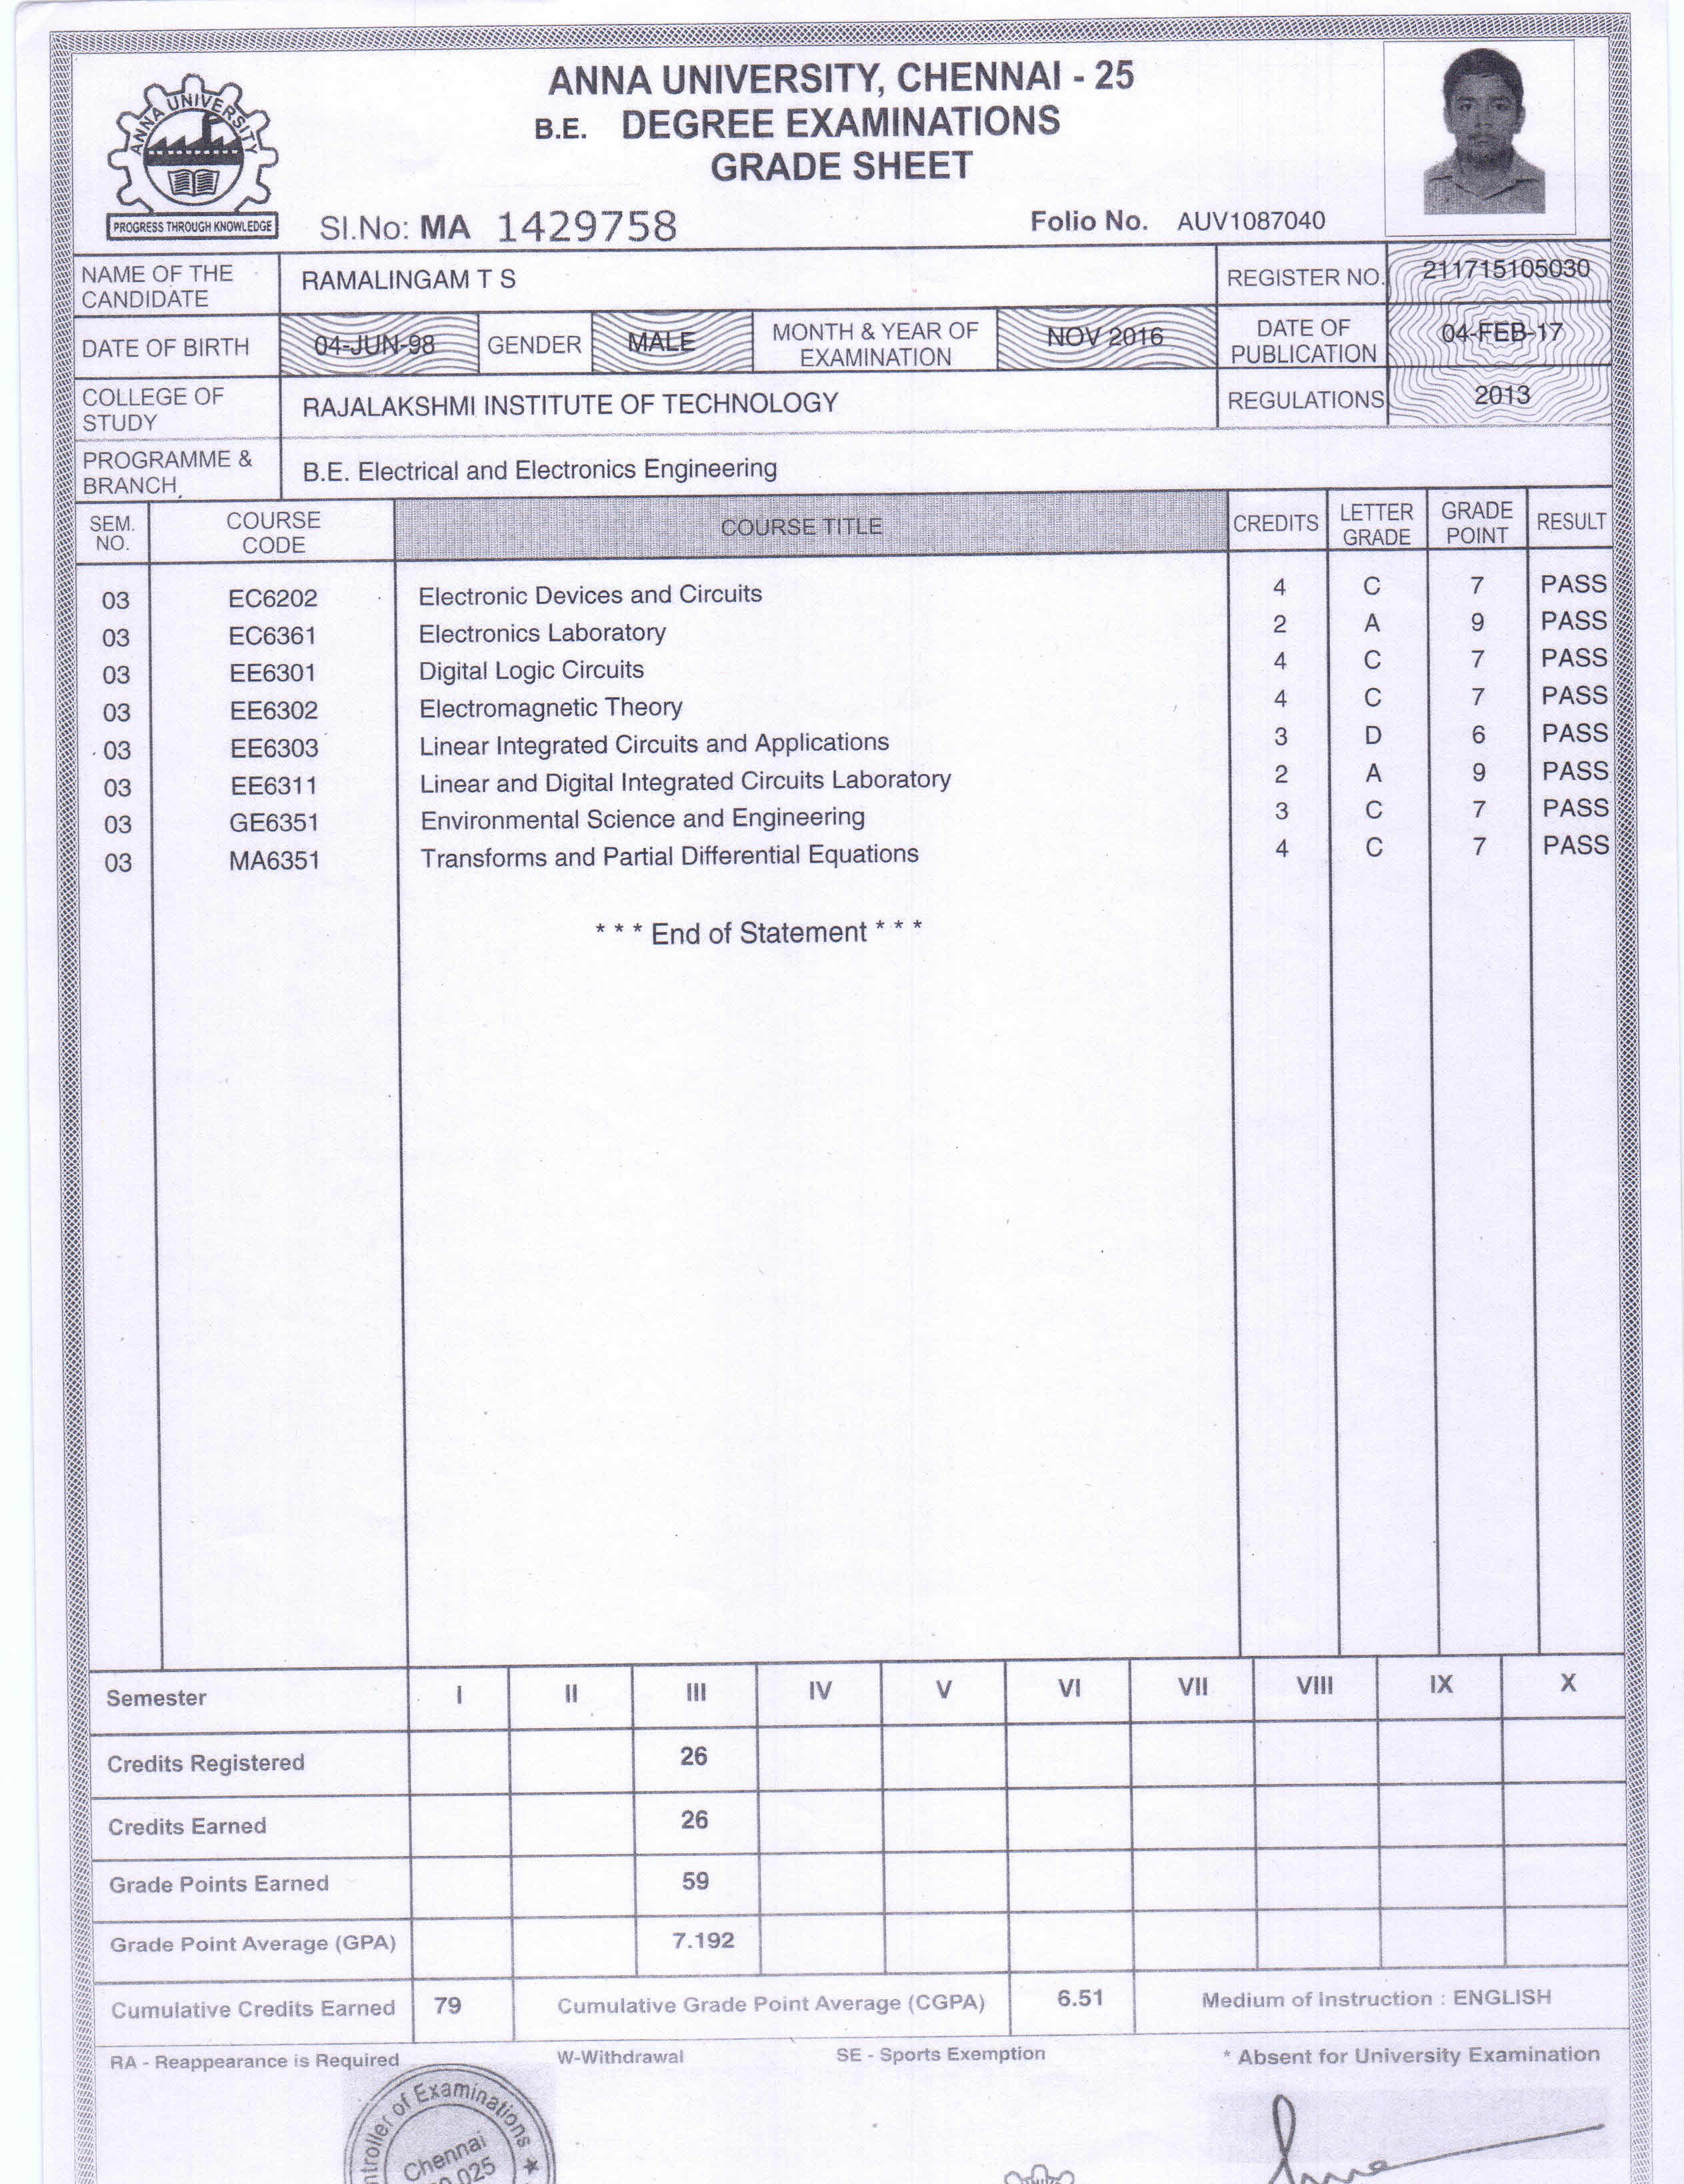 ANNA UNIVERSITY
PROGRESS THROUGH KNOWLEDGE
ANNA UNIVERSITY, CHENNAI - 25
B.E. DEGREE EXAMINATIONS
GRADE SHEET
Sl.No: MA 1429758 Folio No. AUV1087040
NAME OF THE CANDIDATE RAMALINGAM T S REGISTER NO. 211715105030
DATE OF BIRTH 04-JUN-98 GENDER MALE MONTH & YEAR OF EXAMINATION NOV 2016 DATE OF PUBLICATION 04-FEB-17
COLLEGE OF STUDY RAJALAKSHMI INSTITUTE OF TECHNOLOGY REGULATIONS 2013
PROGRAMME & BRANCH B.E. Electrical and Electronics Engineering
SEM. NO. COURSE CODE COURSE TITLE CREDITS LETTER GRADE GRADE POINT RESULT
03 EC6202 Electronic Devices and Circuits 4 C 7 PASS
03 EC6361 Electronics Laboratory 2 A 9 PASS
03 EE6301 Digital Logic Circuits 4 C 7 PASS
03 EE6302 Electromagnetic Theory 4 C 7 PASS
03 EE6303 Linear Integrated Circuits and Applications 3 D 6 PASS
03 EE6311 Linear and Digital Integrated Circuits Laboratory 2 A 9 PASS
03 GE6351 Environmental Science and Engineering 3 C 7 PASS
03 MA6351 Transforms and Partial Differential Equations 4 C 7 PASS
* * * End of Statement * * *
Semester I II III IV V VI VII VIII IX X
Credits Registered 26
Credits Earned 26
Grade Points Earned 59
Grade Point Average (GPA) 7.192
Cumulative Credits Earned 79 Cumulative Grade Point Average (CGPA) 6.51 Medium of Instruction : ENGLISH
RA - Reappearance is Required W-Withdrawal SE - Sports Exemption * Absent for University Examination
of Examinations
Chennai
025